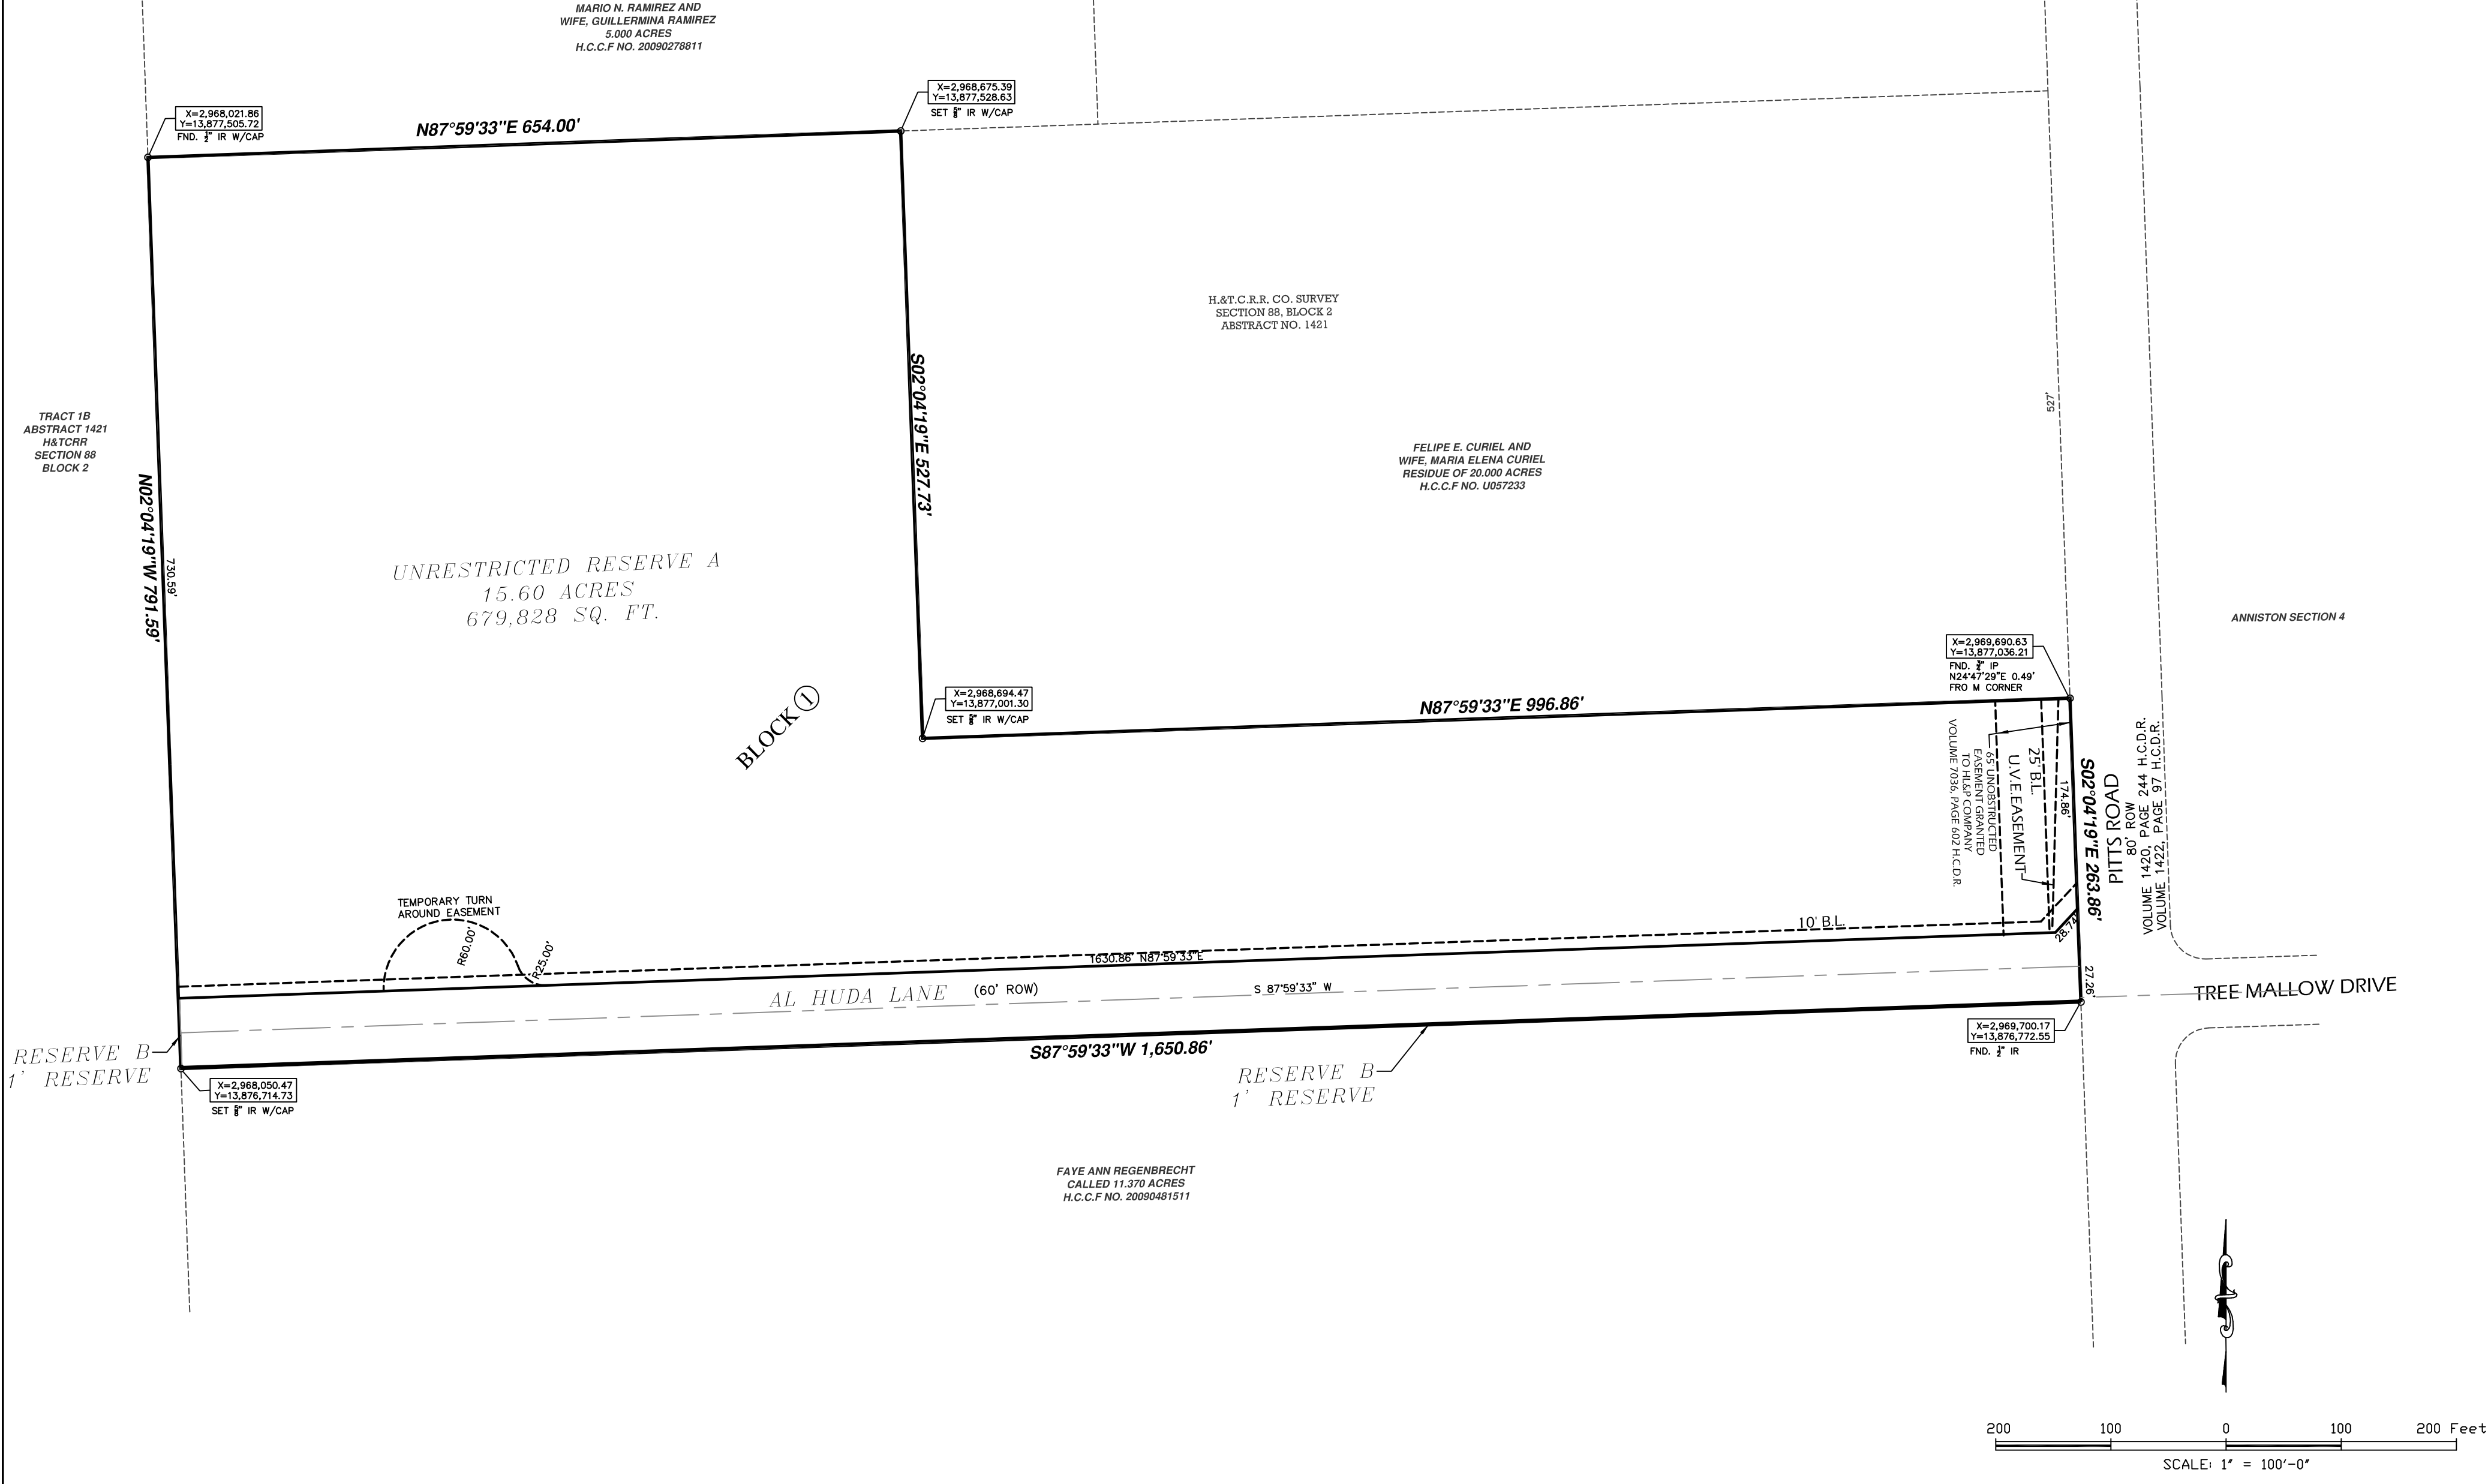 MARIO N. RAMIREZ AND
WIFE, GUILLERMINA RAMIREZ
5.000 ACRES
H.C.C.F NO. 20090278811
X=2,968,021.86
Y=13,877,505.72
FND. 1/2" IR W/CAP
N87°59'33"E 654.00'
X=2,968,675.39
Y=13,877,528.63
SET 5/8" IR W/CAP
H.&T.C.R.R. CO. SURVEY
SECTION 88, BLOCK 2
ABSTRACT NO. 1421
TRACT 1B
ABSTRACT 1421
H&TCRR
SECTION 88
BLOCK 2
S02°04'19"E 527.73'
527'
FELIPE E. CURIEL AND
WIFE, MARIA ELENA CURIEL
RESIDUE OF 20.000 ACRES
H.C.C.F NO. U057233
N02°04'19"W 791.59'
730.59'
UNRESTRICTED RESERVE A
15.60 ACRES
679,828 SQ. FT.
ANNISTON SECTION 4
BLOCK 1
X=2,968,694.47
Y=13,877,001.30
SET 5/8" IR W/CAP
N87°59'33"E 996.86'
X=2,969,690.63
Y=13,877,036.21
FND. 3/4" IP
N24°47'29"E 0.49'
FRO M CORNER
VOLUME 7036, PAGE 602 H.C.D.R.
TO HL&P COMPANY
EASEMENT GRANTED
65' UNOBSTRUCTED
U.V.E.EASEMENT
25' B.L.
174.86'
S02°04'19"E 263.86'
PITTS ROAD
80' ROW
VOLUME 1420, PAGE 244 H.C.D.R.
VOLUME 1422, PAGE 97 H.C.D.R.
TEMPORARY TURN
AROUND EASEMENT
R60.00'
R25.00'
10' B.L.
28.74'
1630.86' N87°59'33"E
27.26'
AL HUDA LANE (60' ROW)
S 87°59'33" W
TREE MALLOW DRIVE
RESERVE B
1' RESERVE
S87°59'33"W 1,650.86'
X=2,969,700.17
Y=13,876,772.55
FND. 1/2" IR
RESERVE B
1' RESERVE
X=2,968,050.47
Y=13,876,714.73
SET 5/8" IR W/CAP
FAYE ANN REGENBRECHT
CALLED 11.370 ACRES
H.C.C.F NO. 20090481511
200 100 0 100 200 Feet
SCALE: 1" = 100'-0"